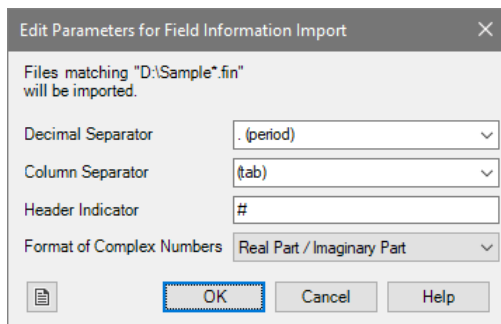 Edit Parameters for Field Information Import
Files matching "D:\Sample*.fin"
will be imported.
Decimal Separator . (period)
Column Separator (tab)
Header Indicator #
Format of Complex Numbers Real Part / Imaginary Part
OK Cancel Help